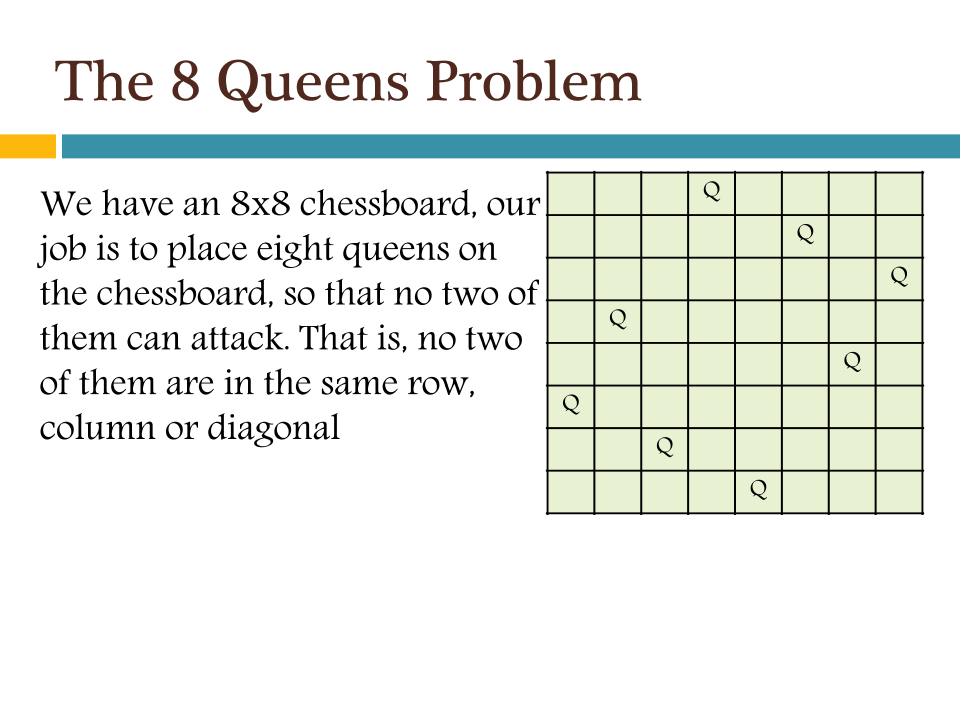 The 8 Queens Problem
We have an 8x8 chessboard, our
job is to place eight queens on
the chessboard, so that no two of
them can attack. That is, no two
of them are in the same row,
column or diagonal
Q
Q
Q
Q
Q
Q
Q
Q